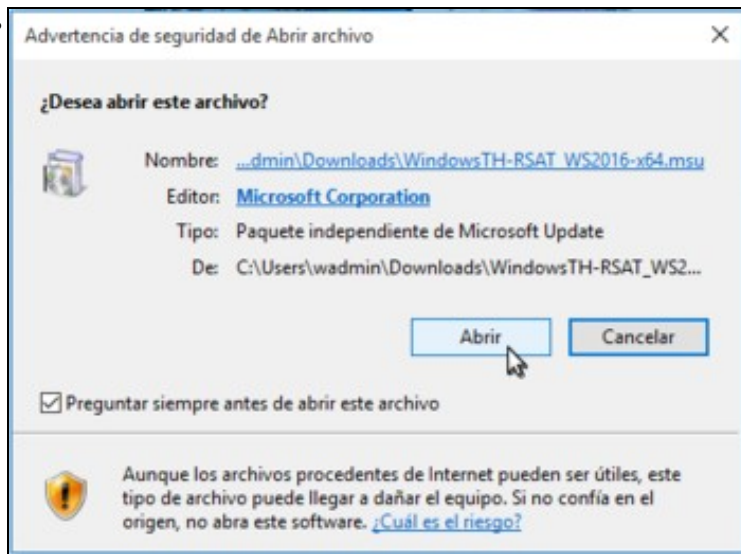 Advertencia de seguridad de Abrir archivo
¿Desea abrir este archivo?
Nombre: ...dmin\Downloads\WindowsTH-RSAT_WS2016-x64.msu
Editor: Microsoft Corporation
Tipo: Paquete independiente de Microsoft Update
De: C:\Users\wadmin\Downloads\WindowsTH-RSAT_WS2...
Abrir Cancelar
Preguntar siempre antes de abrir este archivo
Aunque los archivos procedentes de Internet pueden ser útiles, este
tipo de archivo puede llegar a dañar el equipo. Si no confía en el
origen, no abra este software. ¿Cuál es el riesgo?